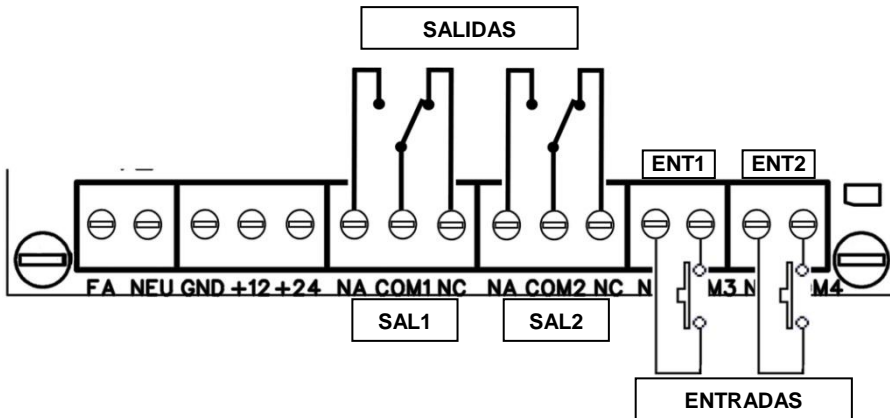 SALIDAS
ENT1 ENT2
FA NEU GND +12 +24 NA COM1 NC NA COM2 NC
SAL1 SAL2
ENTRADAS